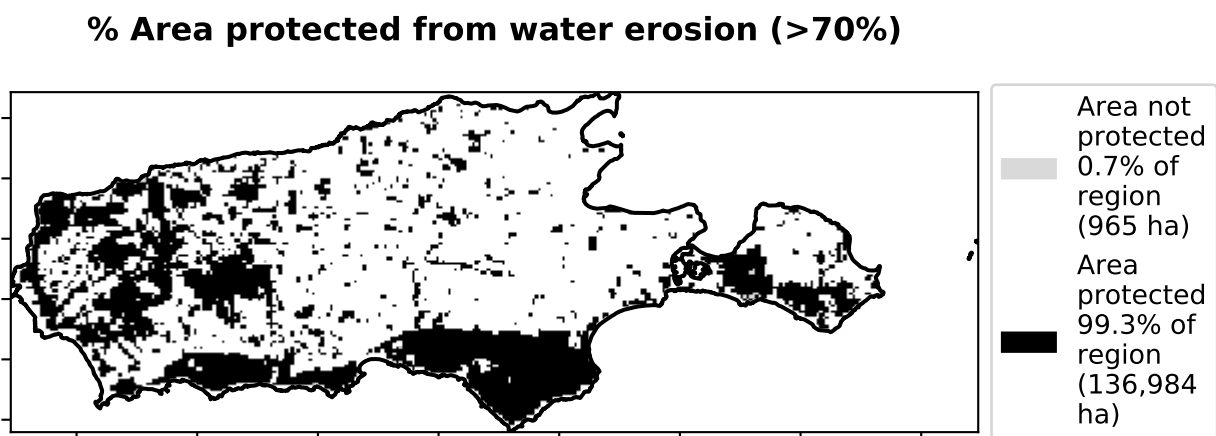 % Area protected from water erosion (>70%)
Area not
protected
0.7% of
region
(965 ha)
Area
protected
99.3% of
region
(136,984
ha)